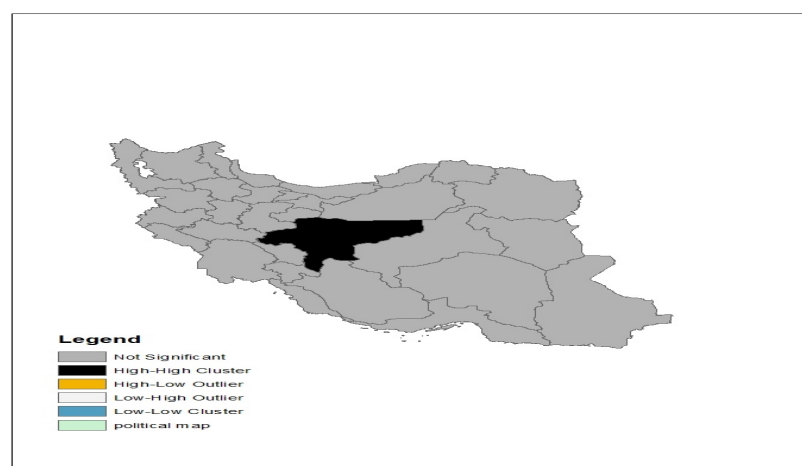 Legend
Not Significant
High-High Cluster
High-Low Outlier
Low-High Outlier
Low-Low Cluster
political map